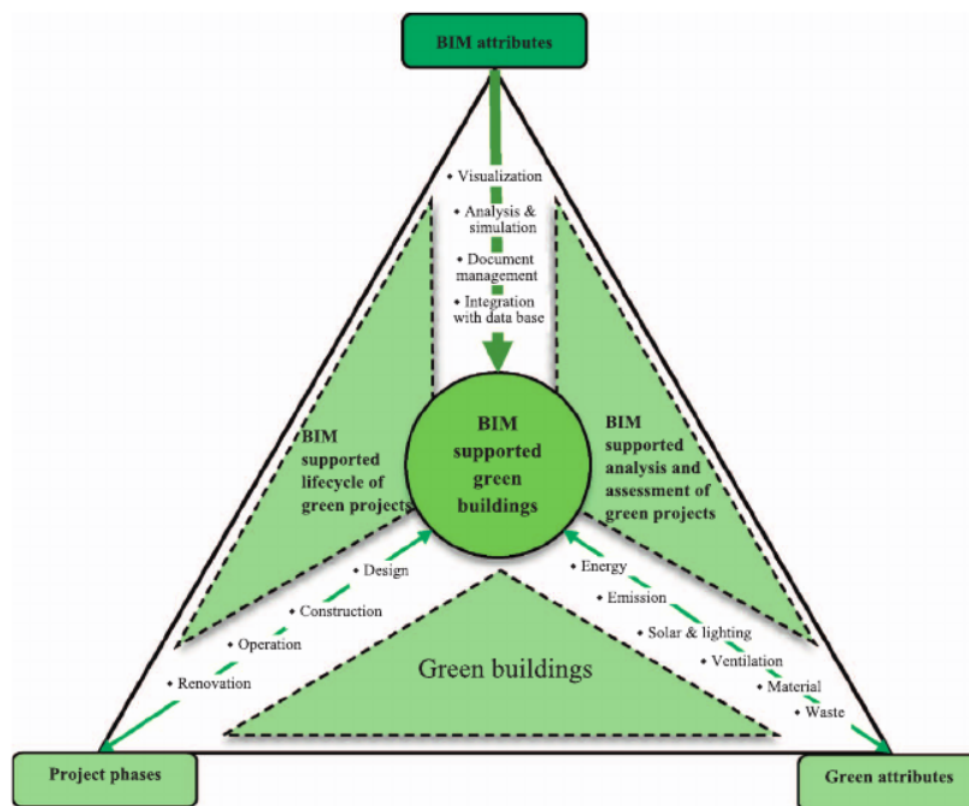 BIM attributes
◆ Visualization
◆ Analysis &
simulation
◆ Document
management
◆ Integration
with data base
BIM
supported
lifecycle of
green projects
BIM
supported
green
buildings
BIM
supported
analysis and
assessment of
green projects
◆ Design
◆ Construction
◆ Operation
◆ Renovation
◆ Energy
◆ Emission
◆ Solar & lighting
◆ Ventilation
◆ Material
◆ Waste
Green buildings
Project phases
Green attributes